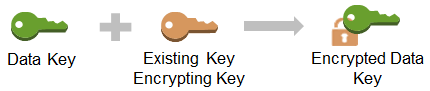 Data Key
Existing Key
Encrypting Key
Encrypted Data
Key